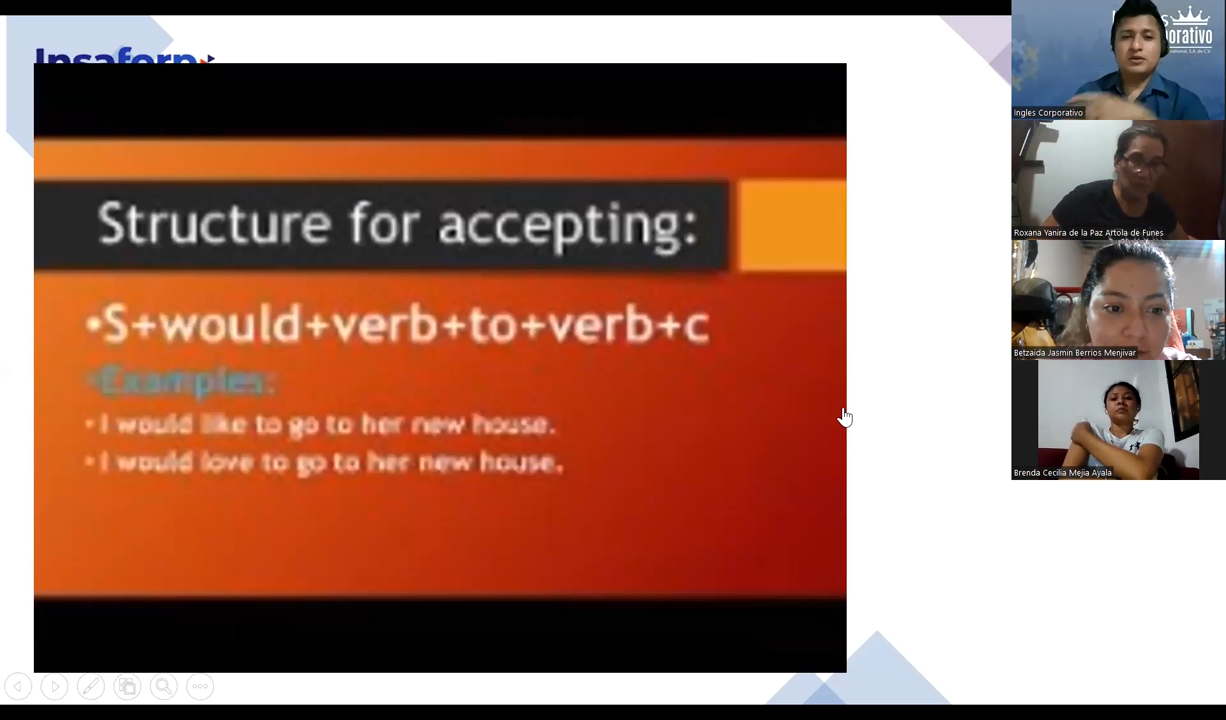 Insaforp
Structure for accepting:
•S+would+verb+to+verb+c
•Examples:
•I would like to go to her new house.
•I would love to go to her new house.
orativo
Ingles Corporativo
Roxana Yanira de la Paz Artola de Funes
Betzaida Jasmin Berrios Menjivar
Brenda Cecilia Mejia Ayala